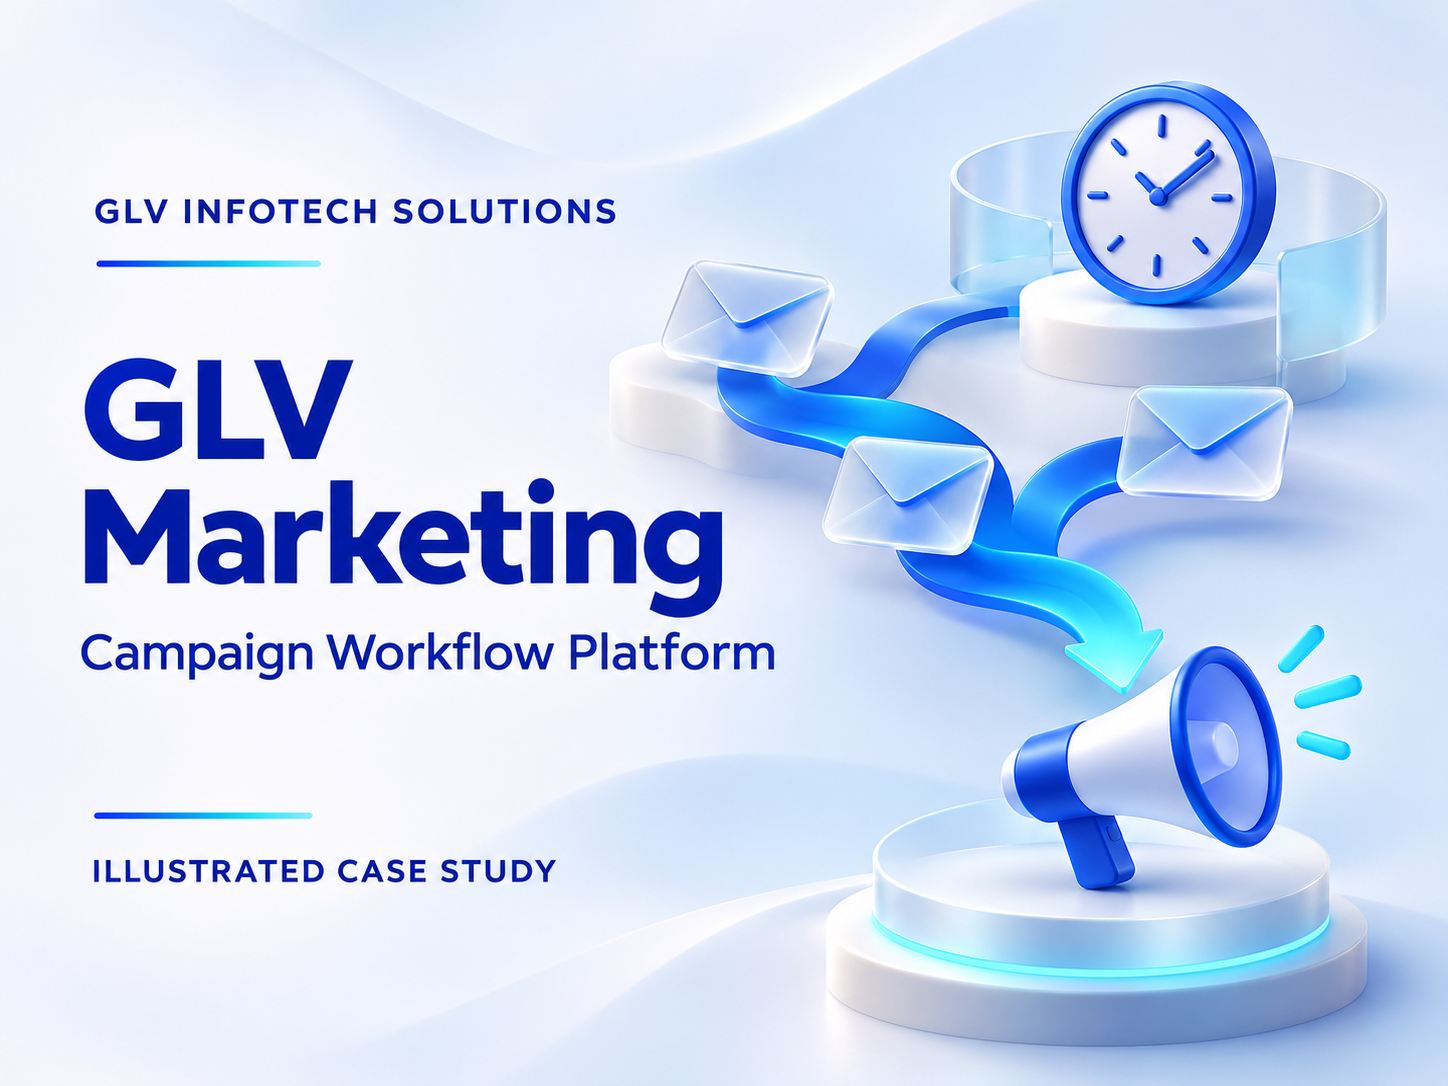 GLV INFOTECH SOLUTIONS
GLV
Marketing
Campaign Workflow Platform
ILLUSTRATED CASE STUDY